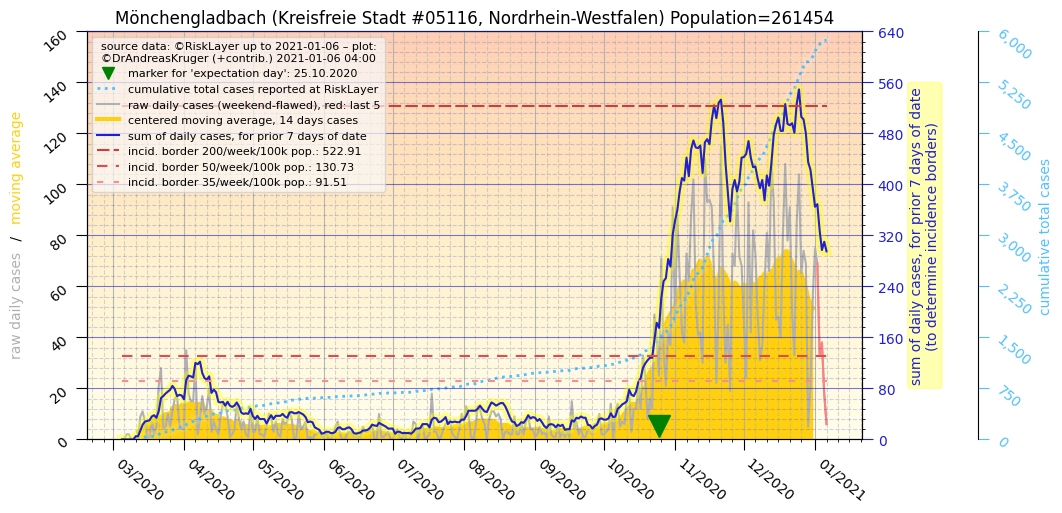 Mönchengladbach (Kreisfreie Stadt #05116, Nordrhein-Westfalen) Population=261454
source data: ©RiskLayer up to 2021-01-06 – plot:
©DrAndreasKruger (+contrib.) 2021-01-06 04:00
marker for 'expectation day': 25.10.2020
cumulative total cases reported at RiskLayer
raw daily cases (weekend-flawed), red: last 5
centered moving average, 14 days cases
sum of daily cases, for prior 7 days of date
incid. border 200/week/100k pop.: 522.91
incid. border 50/week/100k pop.: 130.73
incid. border 35/week/100k pop.: 91.51
raw daily cases / moving average
160
140
120
100
80
60
40
20
0
03/2020
04/2020
05/2020
06/2020
07/2020
08/2020
09/2020
10/2020
11/2020
12/2020
01/2021
640
560
480
400
320
240
160
80
0
sum of daily cases, for prior 7 days of date
(to determine incidence borders)
6,000
5,250
4,500
3,750
3,000
2,250
1,500
750
0
cumulative total cases